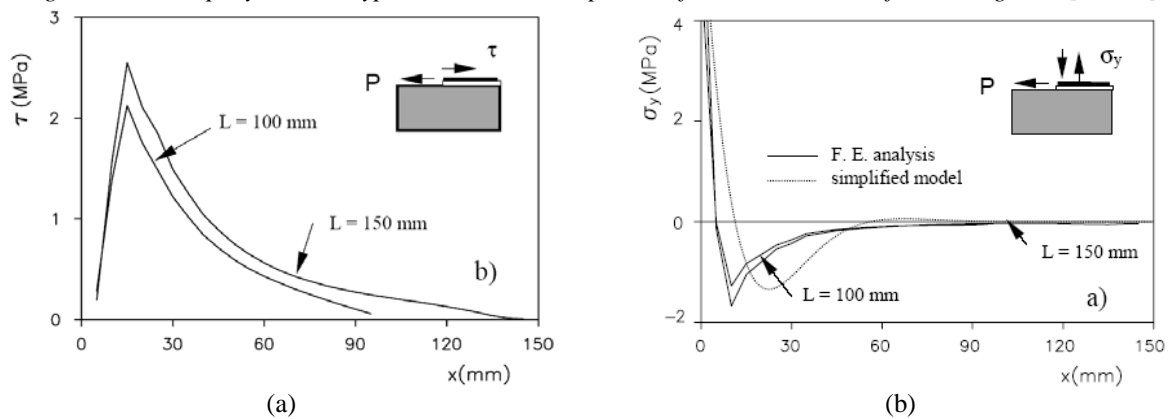 3
2
1
0
τ (MPa)
τ
P
L = 100 mm
L = 150 mm
b)
0 30 60 90 120 150
x(mm)
(a)
4
2
0
−2
σy (MPa)
σy
P
F. E. analysis
simplified model
L = 150 mm
L = 100 mm
a)
0 30 60 90 120 150
x(mm)
(b)